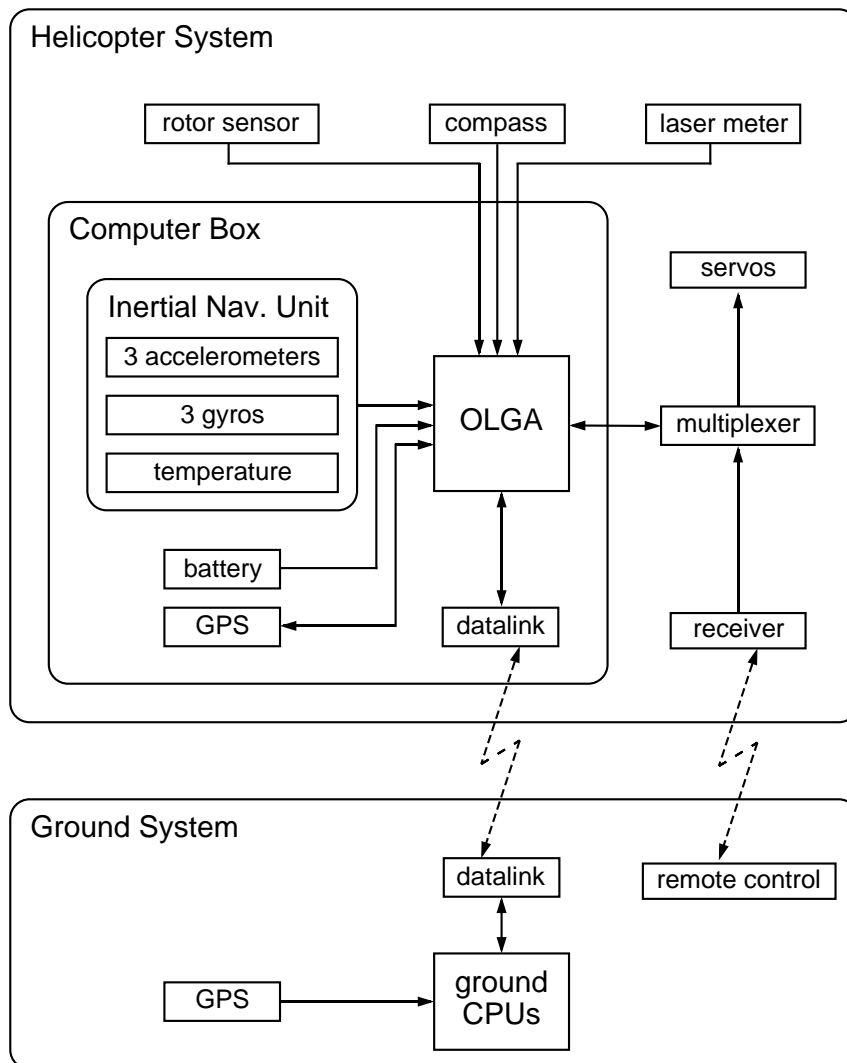 Helicopter System
rotor sensor
compass
laser meter
Computer Box
servos
Inertial Nav. Unit
3 accelerometers
3 gyros
OLGA
multiplexer
temperature
battery
GPS
datalink
receiver
Ground System
datalink
remote control
GPS
ground
CPUs